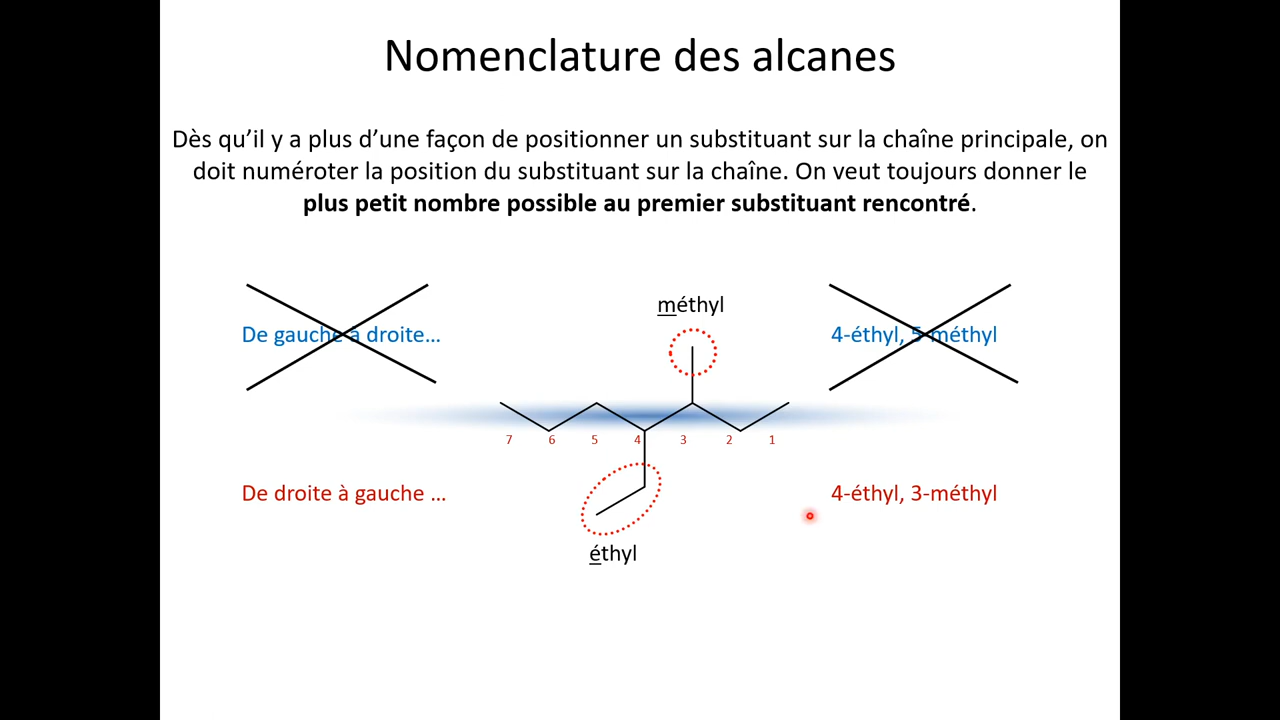 Nomenclature des alcanes
Dès qu’il y a plus d’une façon de positionner un substituant sur la chaîne principale, on
doit numéroter la position du substituant sur la chaîne. On veut toujours donner le
plus petit nombre possible au premier substituant rencontré.
méthyl
De gauche à droite…
4-éthyl, 5-méthyl
7 6 5 4 3 2 1
De droite à gauche …
4-éthyl, 3-méthyl
éthyl